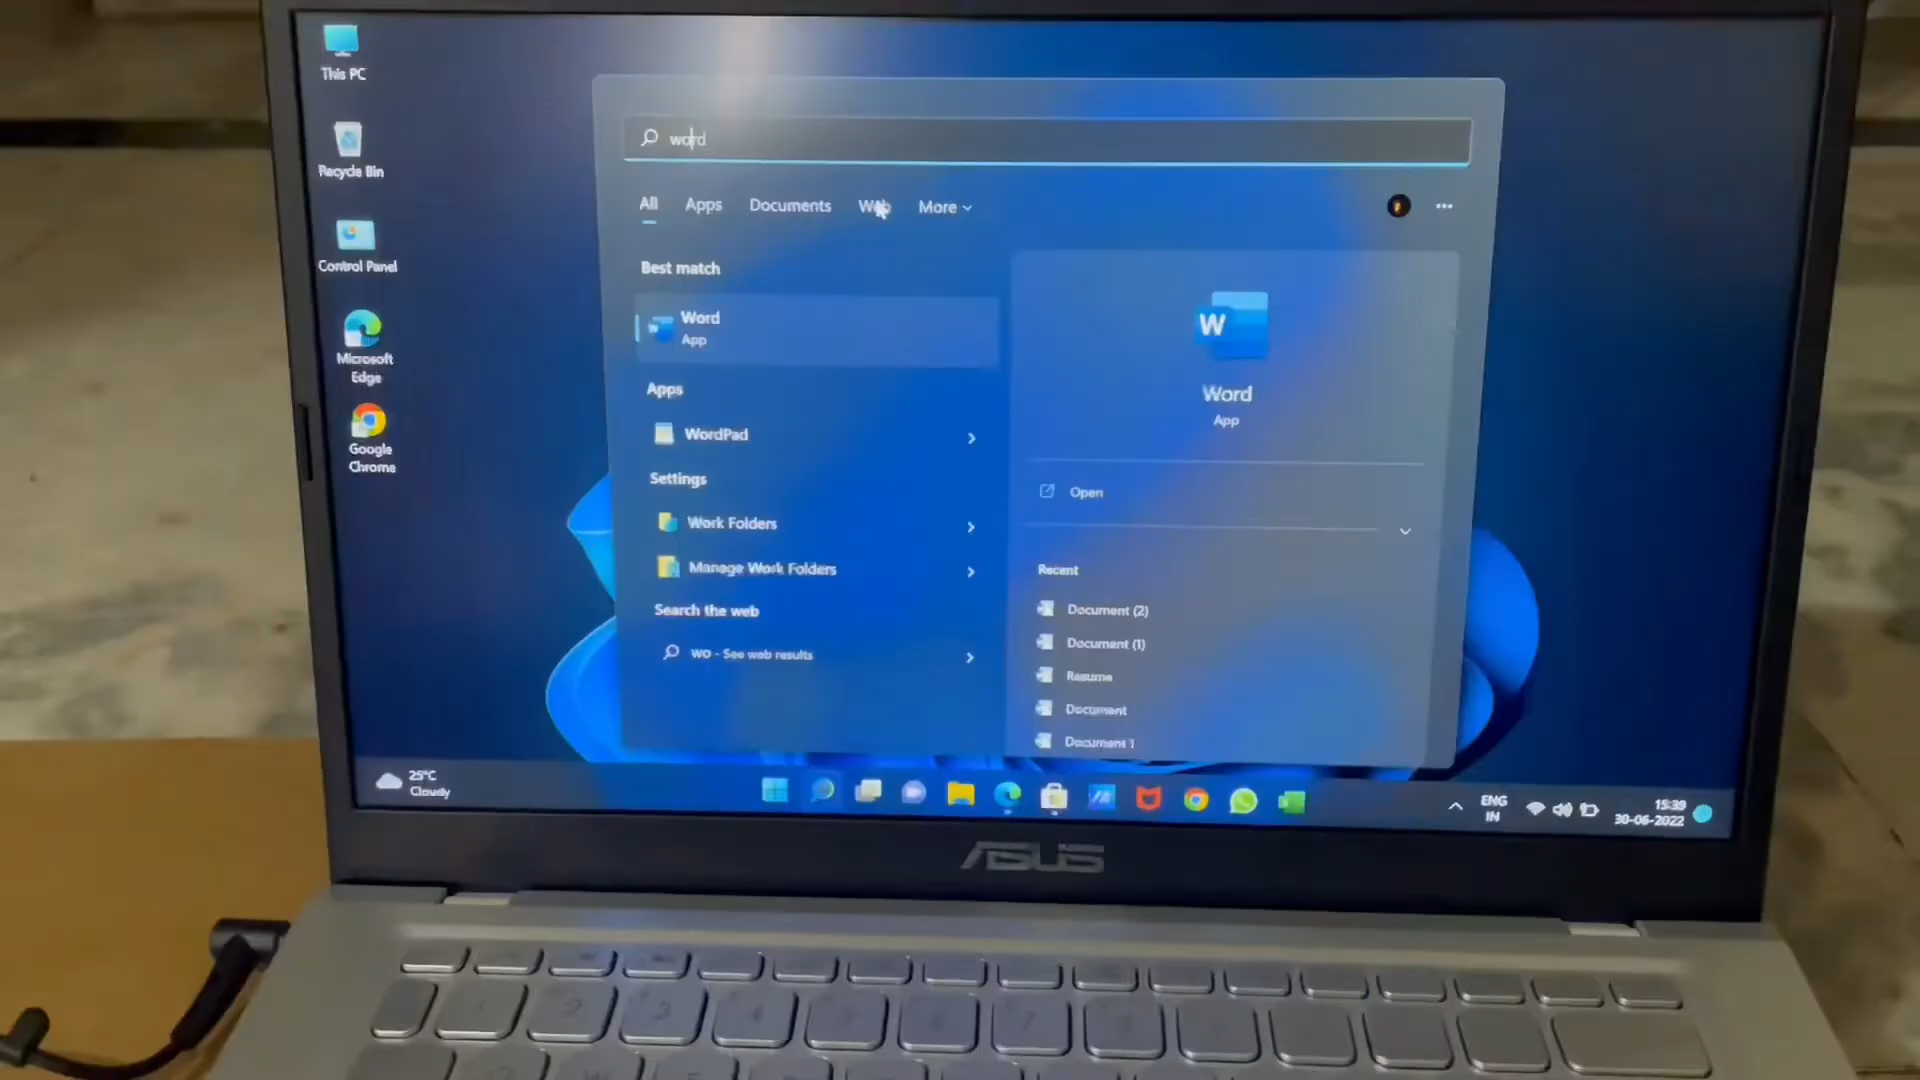 This PC
Recycle Bin
Control Panel
Microsoft
Edge
Google
Chrome
word
All Apps Documents Web More
Best match
Word
App
Apps
WordPad
Settings
Work Folders
Manage Work Folders
Search the web
wo - See web results
W
Word
App
Open
Recent
Document (2)
Document (1)
Resume
Document
Document 1
25°C
Cloudy
ENG
IN
15:39
30-06-2022
ASUS